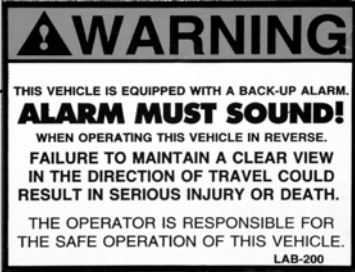 WARNING
THIS VEHICLE IS EQUIPPED WITH A BACK-UP ALARM.
ALARM MUST SOUND!
WHEN OPERATING THIS VEHICLE IN REVERSE.
FAILURE TO MAINTAIN A CLEAR VIEW
IN THE DIRECTION OF TRAVEL COULD
RESULT IN SERIOUS INJURY OR DEATH.
THE OPERATOR IS RESPONSIBLE FOR
THE SAFE OPERATION OF THIS VEHICLE.
LAB-200